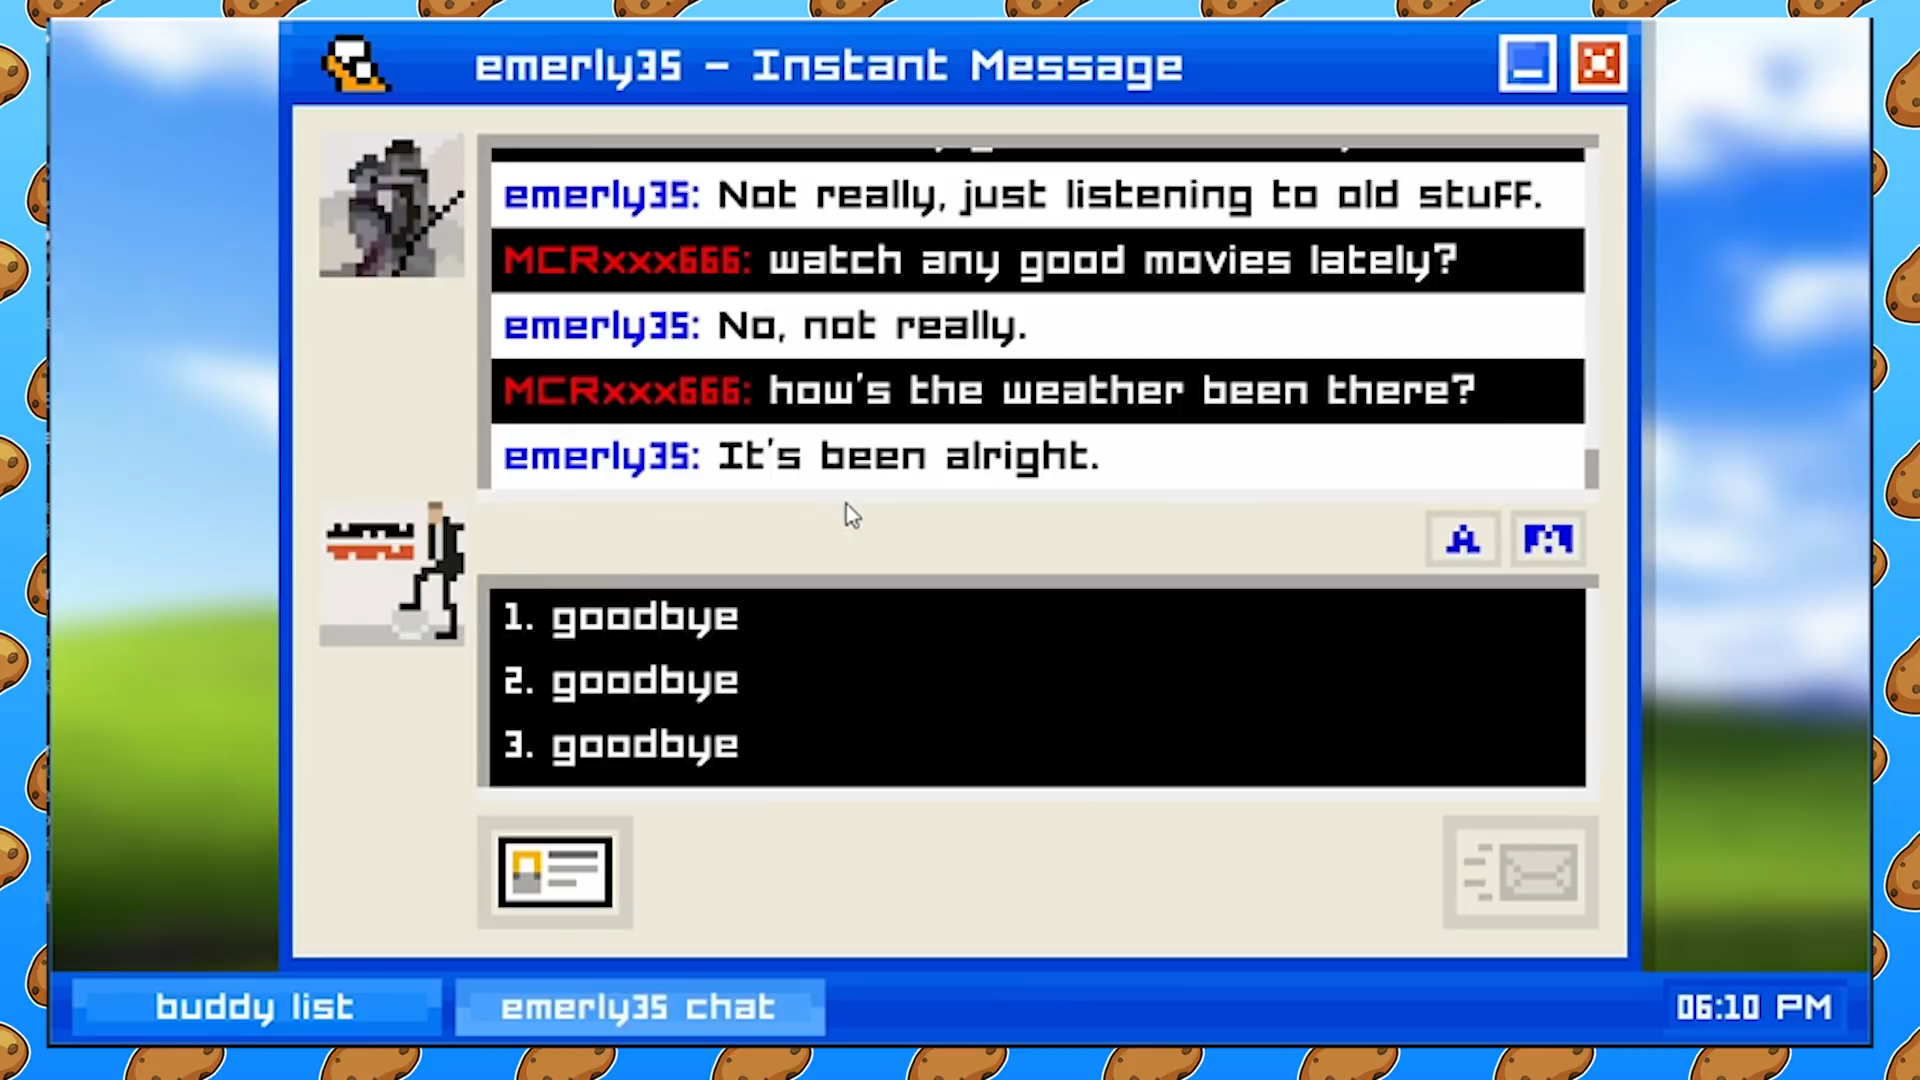 emerly35 - Instant Message
emerly35: Not really, just listening to old stuff.
MCRxxx666: watch any good movies lately?
emerly35: No, not really.
MCRxxx666: how's the weather been there?
emerly35: It's been alright.
A
1. goodbye
2. goodbye
3. goodbye
buddy list
emerly35 chat
06:10 PM